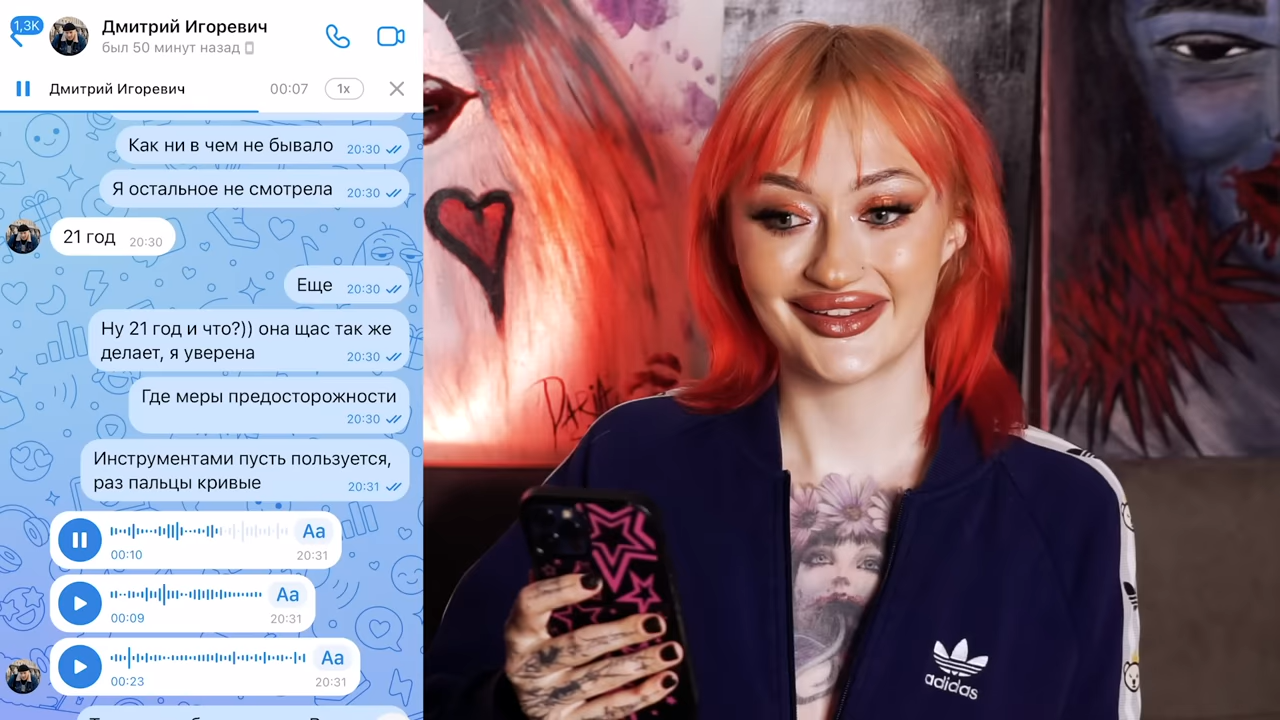 1,3K
Дмитрий Игоревич
был 50 минут назад
Дмитрий Игоревич
00:07
1x
Как ни в чем не бывало 20:30
Я остальное не смотрела 20:30
21 год 20:30
Еще 20:30
Ну 21 год и что?)) она щас так же
делает, я уверена 20:30
Где меры предосторожности
20:30
Инструментами пусть пользуется,
раз пальцы кривые 20:31
Aa
00:10 20:31
Aa
00:09 20:31
Aa
00:23 20:31
adidas